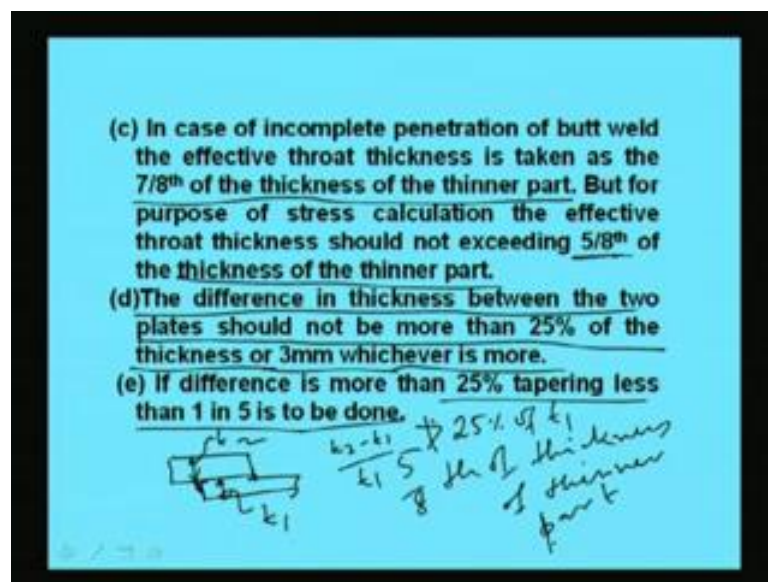 (c) In case of incomplete penetration of butt weld
the effective throat thickness is taken as the
7/8th of the thickness of the thinner part. But for
purpose of stress calculation the effective
throat thickness should not exceeding 5/8th of
the thickness of the thinner part.
(d)The difference in thickness between the two
plates should not be more than 25% of the
thickness or 3mm whichever is more.
(e) If difference is more than 25% tapering less
than 1 in 5 is to be done.
25% of t1
5/8 th of thickness
of thinner
part
t1